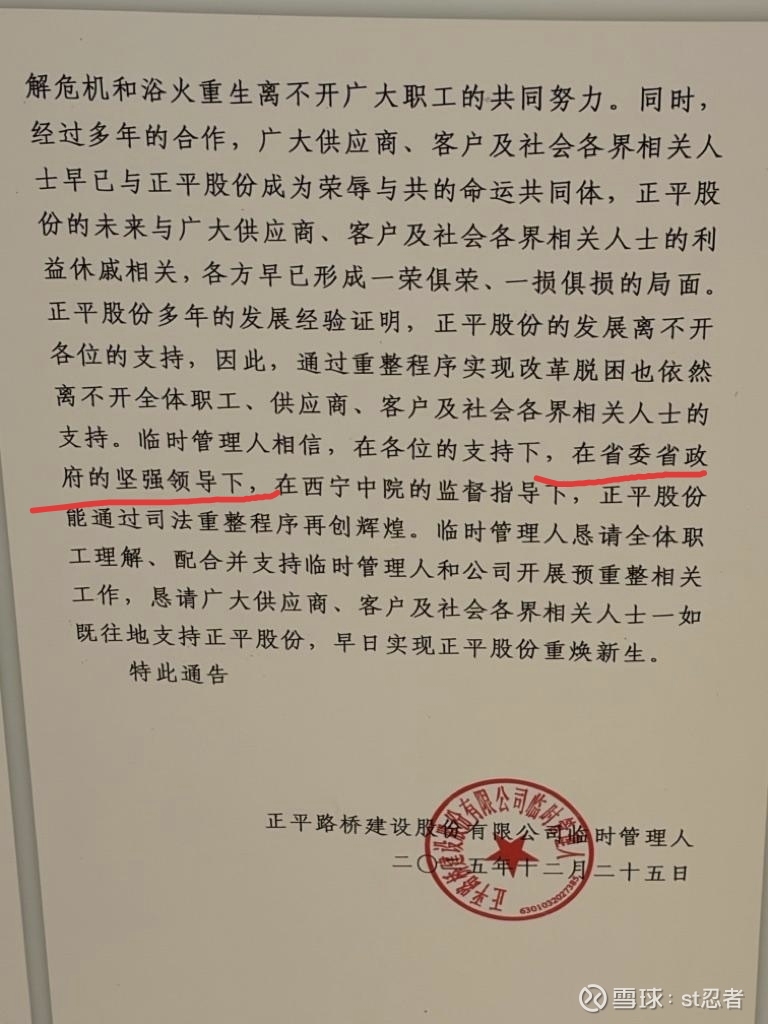 解危机和浴火重生离不开广大职工的共同努力。同时，
经过多年的合作，广大供应商、客户及社会各界相关人
士早已与正平股份成为荣辱与共的命运共同体，正平股
份的未来与广大供应商、客户及社会各界相关人士的利
益休戚相关，各方早已形成一荣俱荣、一损俱损的局面。
正平股份多年的发展经验证明，正平股份的发展离不开
各位的支持，因此，通过重整程序实现改革脱困也依然
离不开全体职工、供应商、客户及社会各界相关人士的
支持。临时管理人相信，在各位的支持下，在省委省政
府的坚强领导下，在西宁中院的监督指导下，正平股份
能通过司法重整程序再创辉煌。临时管理人恳请全体职
工理解、配合并支持临时管理人和公司开展预重整相关
工作，恳请广大供应商、客户及社会各界相关人士一如
既往地支持正平股份，早日实现正平股份重焕新生。
特此通告
正平路桥建设股份有限公司临时管理人
二〇二五年十二月二十五日
正平路桥建设股份有限公司临时管理人
6301032027385
雪球：st忍者